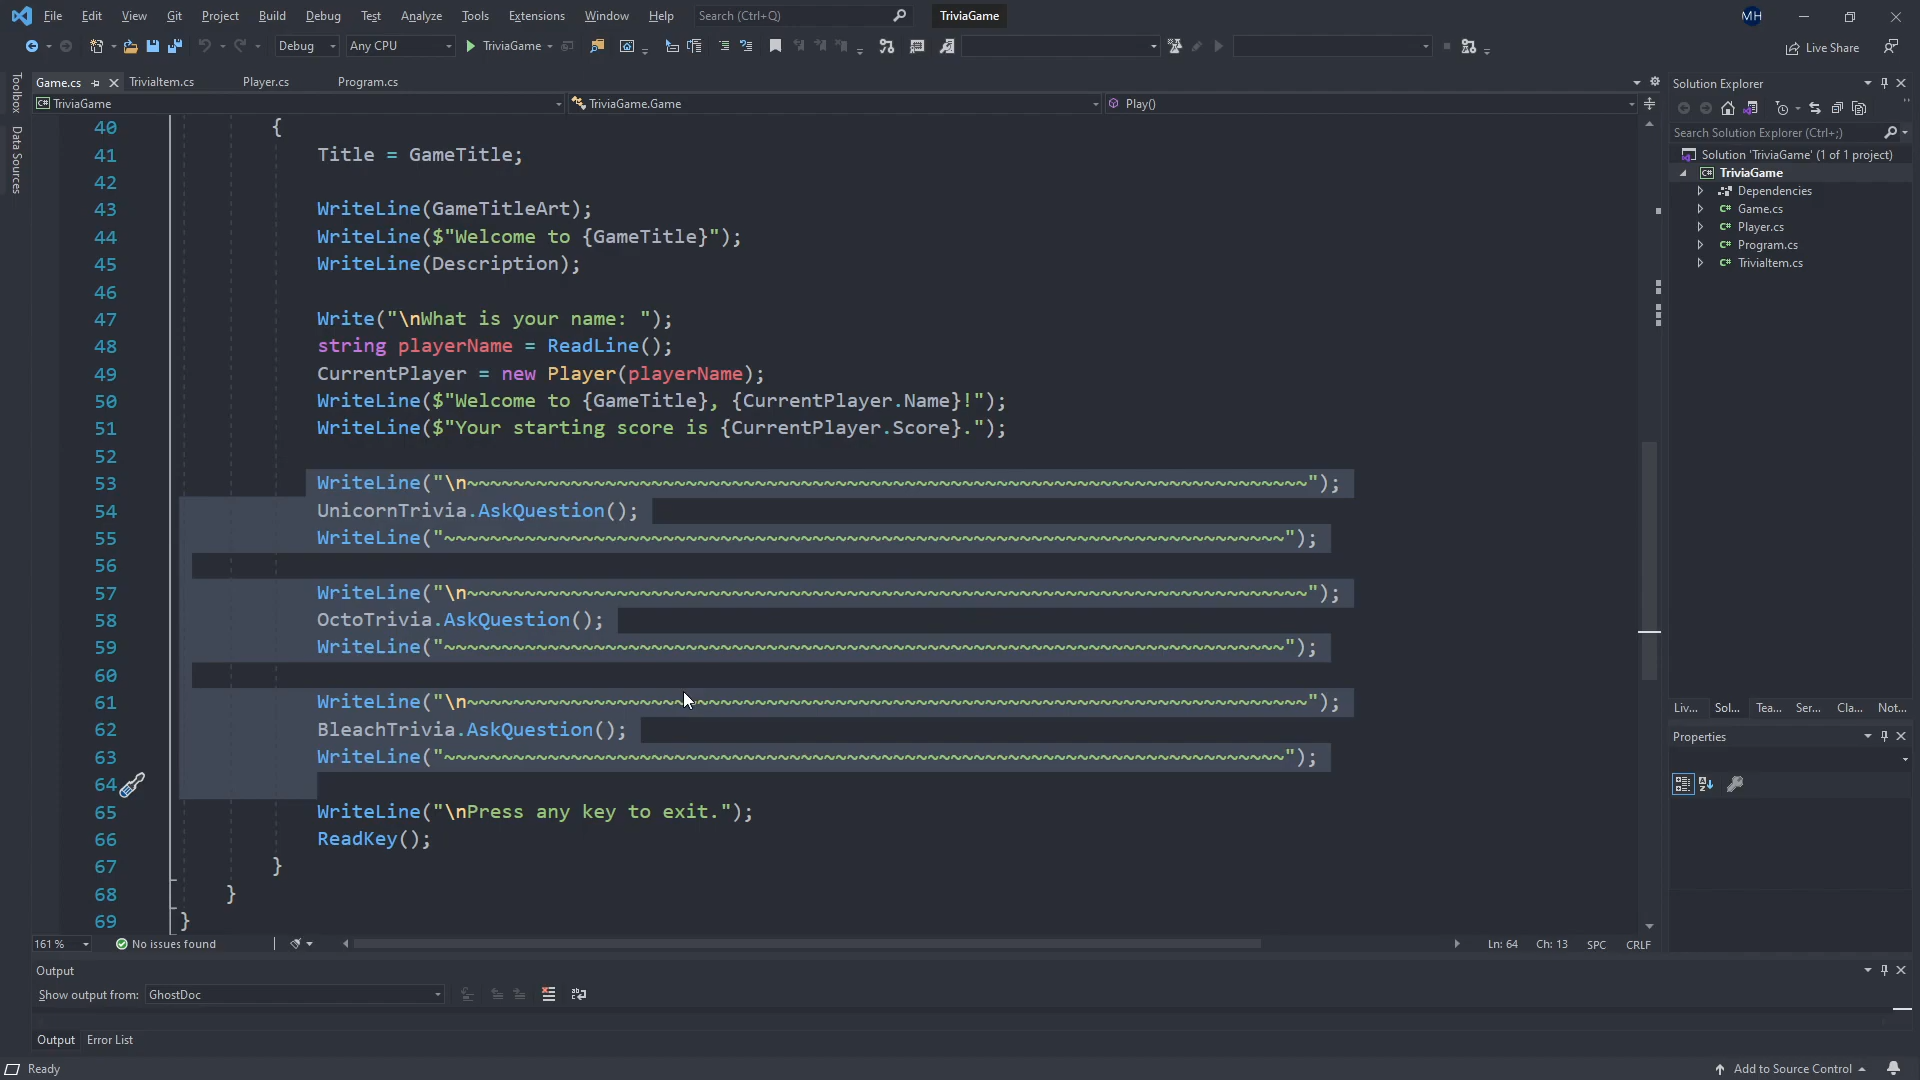 File Edit View Git Project Build Debug Test Analyze Tools Extensions Window Help Search (Ctrl+Q) TriviaGame MH
Debug Any CPU TriviaGame Live Share
Toolbox
Data Sources
Game.cs TriviaItem.cs Player.cs Program.cs
TriviaGame TriviaGame.Game Play()
40 {
41 Title = GameTitle;
42
43 WriteLine(GameTitleArt);
44 WriteLine($"Welcome to {GameTitle}");
45 WriteLine(Description);
46
47 Write("\nWhat is your name: ");
48 string playerName = ReadLine();
49 CurrentPlayer = new Player(playerName);
50 WriteLine($"Welcome to {GameTitle}, {CurrentPlayer.Name}!");
51 WriteLine($"Your starting score is {CurrentPlayer.Score}.");
52
53 WriteLine("\n~~~~~~~~~~~~~~~~~~~~~~~~~~~~~~~~~~~~~~~~~~~~~~~~~~~~~~~~~~~~~~~~~~~~~~~~~");
54 UnicornTrivia.AskQuestion();
55 WriteLine("~~~~~~~~~~~~~~~~~~~~~~~~~~~~~~~~~~~~~~~~~~~~~~~~~~~~~~~~~~~~~~~~~~~~~~~~~");
56
57 WriteLine("\n~~~~~~~~~~~~~~~~~~~~~~~~~~~~~~~~~~~~~~~~~~~~~~~~~~~~~~~~~~~~~~~~~~~~~~~~~");
58 OctoTrivia.AskQuestion();
59 WriteLine("~~~~~~~~~~~~~~~~~~~~~~~~~~~~~~~~~~~~~~~~~~~~~~~~~~~~~~~~~~~~~~~~~~~~~~~~~");
60
61 WriteLine("\n~~~~~~~~~~~~~~~~~~~~~~~~~~~~~~~~~~~~~~~~~~~~~~~~~~~~~~~~~~~~~~~~~~~~~~~~~");
62 BleachTrivia.AskQuestion();
63 WriteLine("~~~~~~~~~~~~~~~~~~~~~~~~~~~~~~~~~~~~~~~~~~~~~~~~~~~~~~~~~~~~~~~~~~~~~~~~~");
64
65 WriteLine("\nPress any key to exit.");
66 ReadKey();
67 }
68 }
69 }
161 % No issues found Ln: 64 Ch: 13 SPC CRLF
Solution Explorer
Search Solution Explorer (Ctrl+;)
Solution 'TriviaGame' (1 of 1 project)
C# TriviaGame
Dependencies
C# Game.cs
C# Player.cs
C# Program.cs
C# TriviaItem.cs
Liv... Sol... Tea... Ser... Cla... Not...
Properties
Output
Show output from: GhostDoc
Output Error List
Ready Add to Source Control